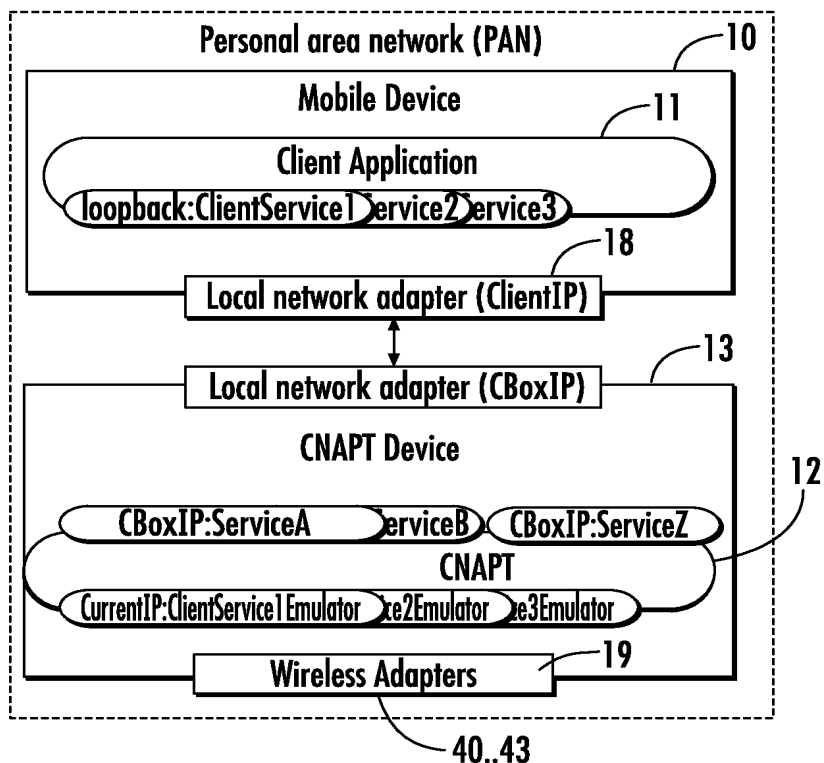 Personal area network (PAN)
10
Mobile Device
11
Client Application
loopback:ClientService1 ervice2 ervice3
18
Local network adapter (ClientIP)
13
Local network adapter (CBoxIP)
CNAPT Device
12
CBoxIP:ServiceA erviceB CBoxIP:ServiceZ
CNAPT
CurrentIP:ClientService1Emulator ice2Emulator e3Emulator
19
Wireless Adapters
40..43